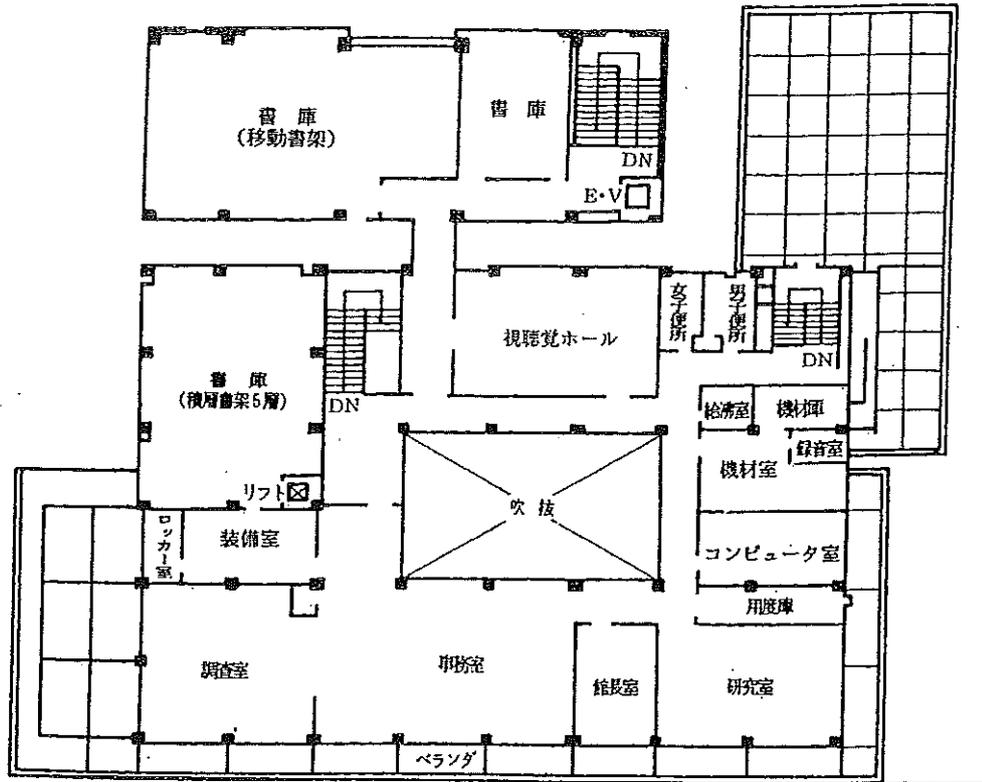 書庫
(移動書架)
書庫
DN
E・V
女子便所
男子便所
視聴覚ホール
DN
書庫
(積層書架5層)
DN
給沸室
機材庫
録音室
機材室
リフト
吹抜
ロッカー室
装備室
コンピュータ室
用度庫
調査室
事務室
館長室
研究室
ベランダ